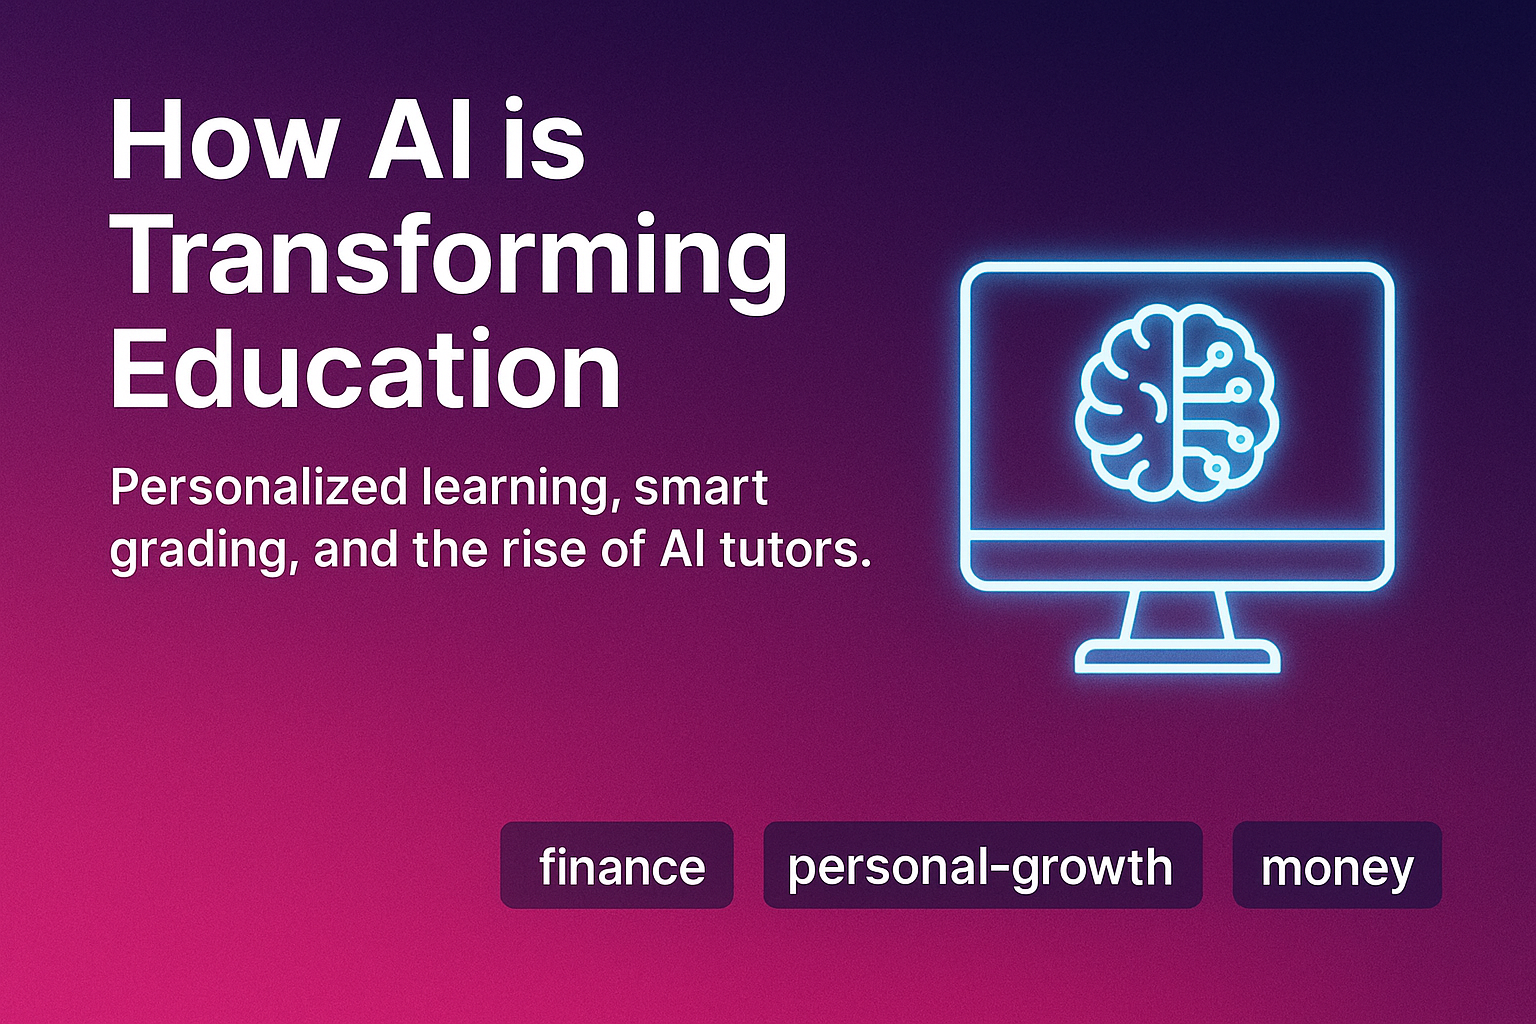 How AI is
Transforming
Education
Personalized learning, smart
grading, and the rise of AI tutors.
finance
personal-growth
money